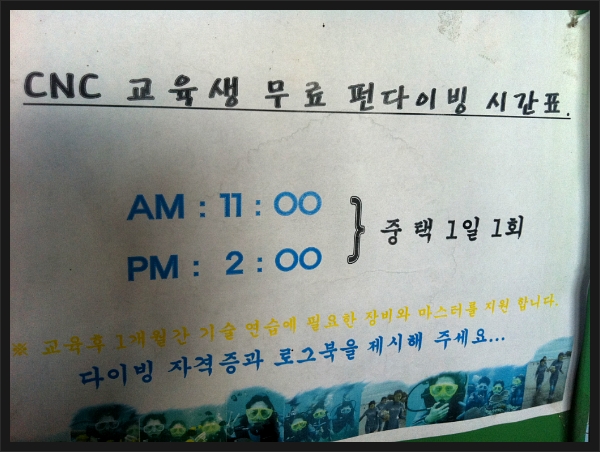 CNC 교육생 무료 펀다이빙 시간표.
AM : 11 : 00
PM : 2 : 00
} 중 택 1일 1회
※ 교육후 1개월간 기술 연습에 필요한 장비와 마스터를 지원 합니다.
다이빙 자격증과 로그북을 제시해 주세요...